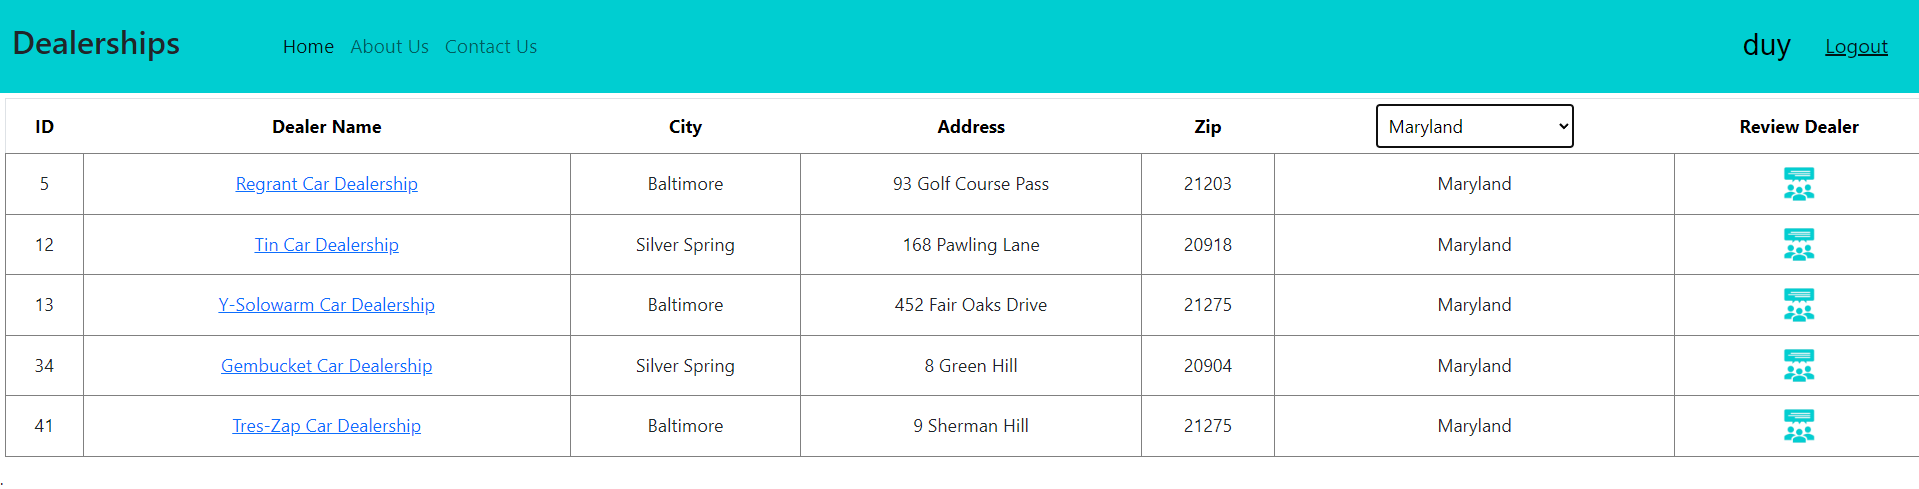 Dealerships Home About Us Contact Us duy Logout
ID Dealer Name City Address Zip Maryland Review Dealer
5 Regrant Car Dealership Baltimore 93 Golf Course Pass 21203 Maryland
12 Tin Car Dealership Silver Spring 168 Pawling Lane 20918 Maryland
13 Y-Solowarm Car Dealership Baltimore 452 Fair Oaks Drive 21275 Maryland
34 Gembucket Car Dealership Silver Spring 8 Green Hill 20904 Maryland
41 Tres-Zap Car Dealership Baltimore 9 Sherman Hill 21275 Maryland
.